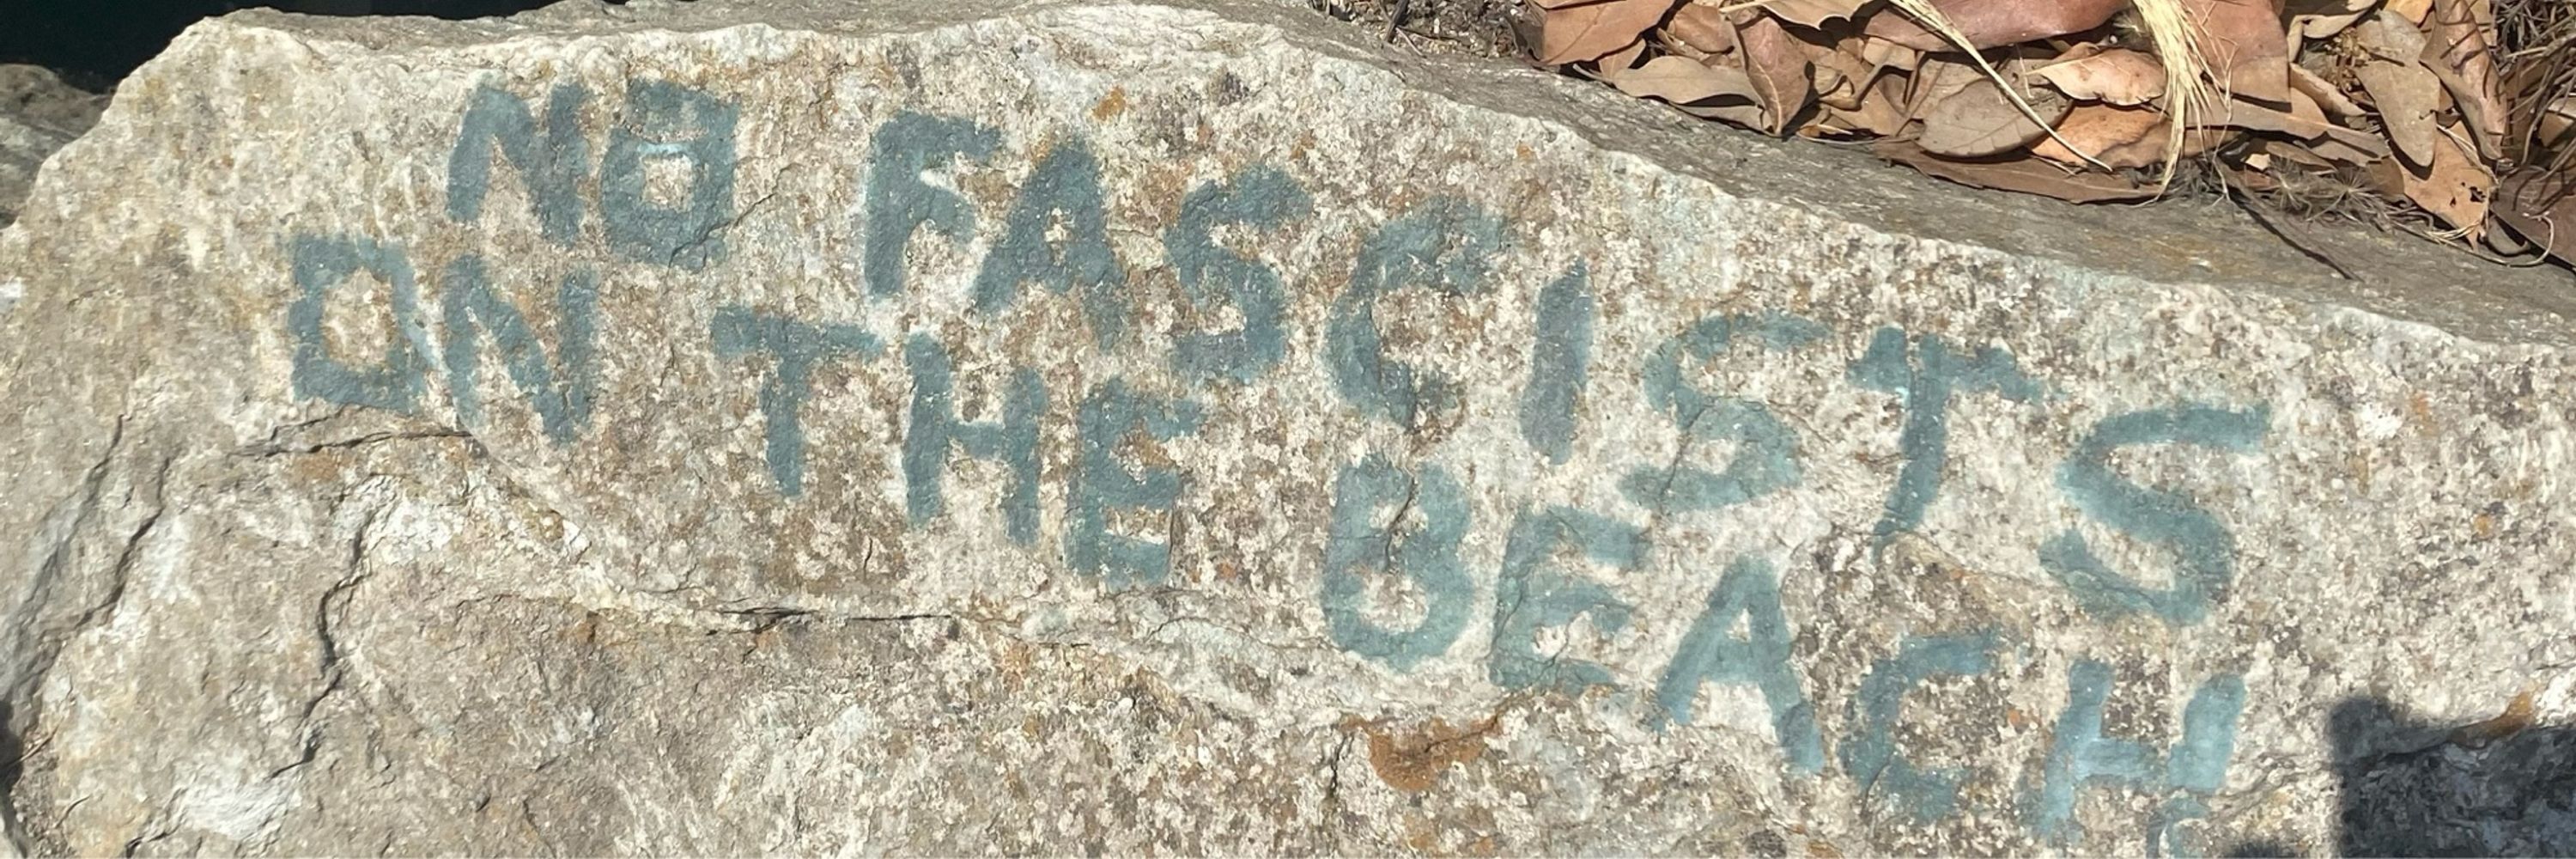 NO FASCISTS
ON THE BEACH